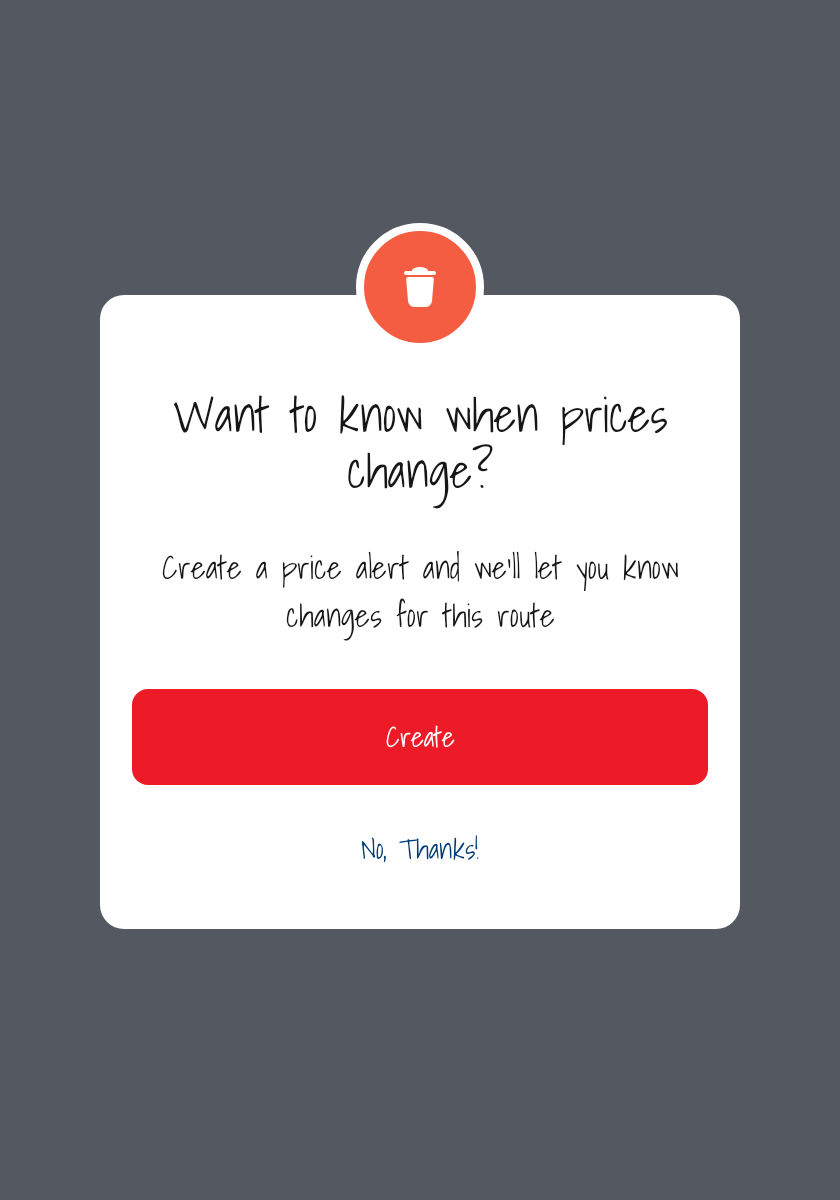 Want to know when prices
change?
Create a price alert and we'll let you know
changes for this route
Create
No, Thanks!